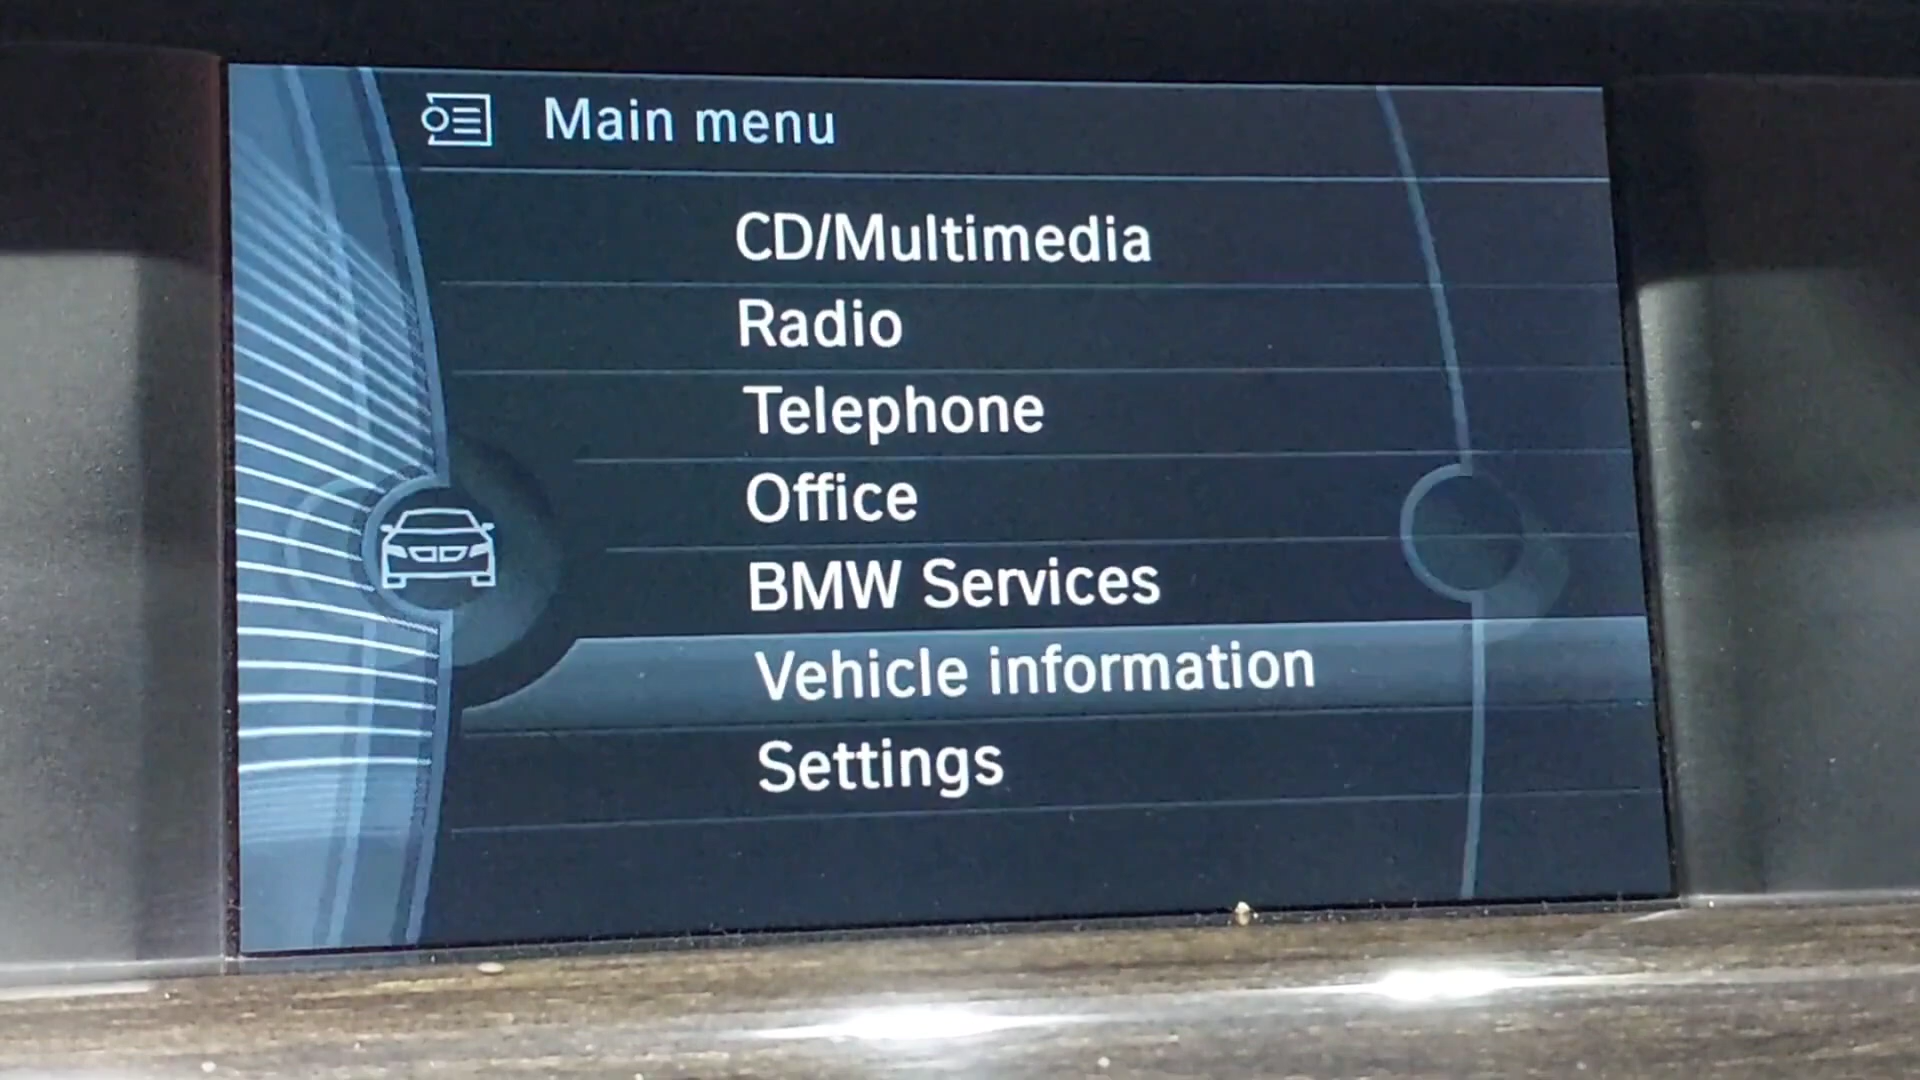 Main menu
CD/Multimedia
Radio
Telephone
Office
BMW Services
Vehicle information
Settings